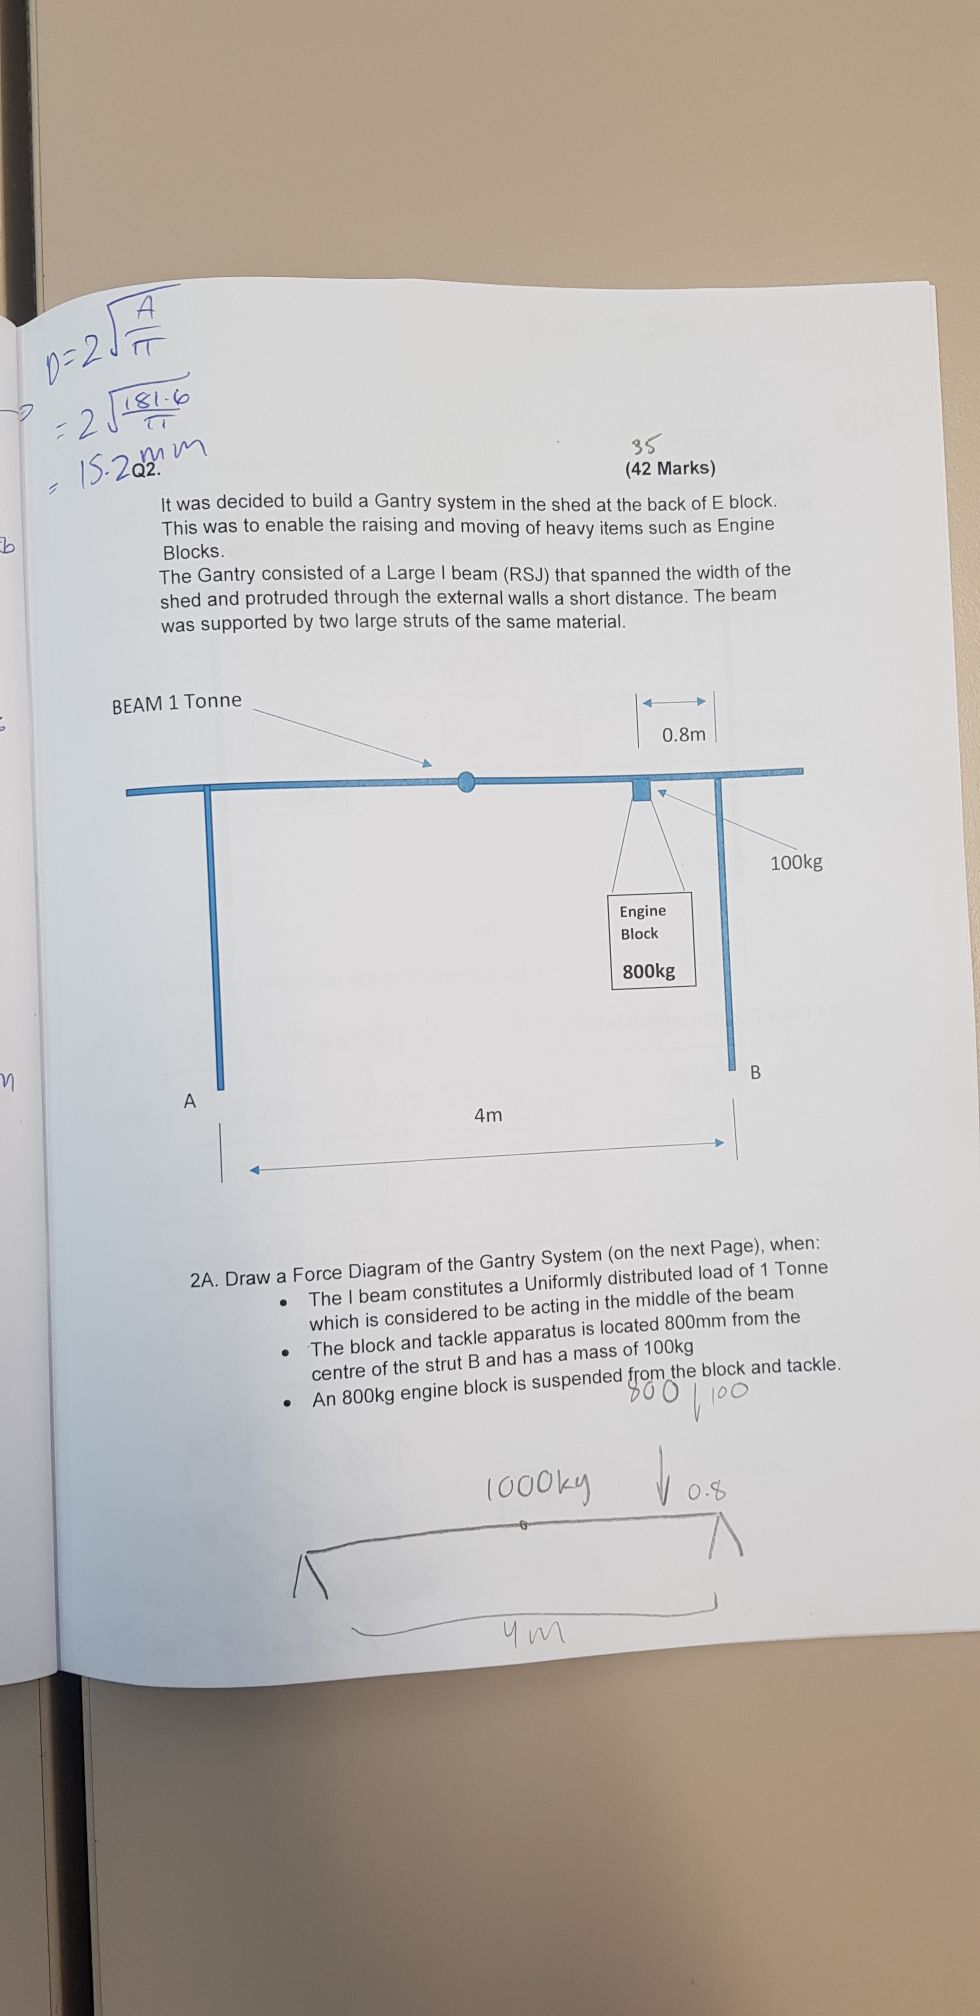 D=2√A/π
=2√181.6/π
= 15.2mm
35
Q2. (42 Marks)
It was decided to build a Gantry system in the shed at the back of E block.
This was to enable the raising and moving of heavy items such as Engine
Blocks.
The Gantry consisted of a Large I beam (RSJ) that spanned the width of the
shed and protruded through the external walls a short distance. The beam
was supported by two large struts of the same material.
BEAM 1 Tonne
0.8m
100kg
Engine
Block
800kg
A
B
4m
2A. Draw a Force Diagram of the Gantry System (on the next Page), when:
• The I beam constitutes a Uniformly distributed load of 1 Tonne
which is considered to be acting in the middle of the beam
• The block and tackle apparatus is located 800mm from the
centre of the strut B and has a mass of 100kg
• An 800kg engine block is suspended from the block and tackle.
800 100
1000kg
0.8
4m